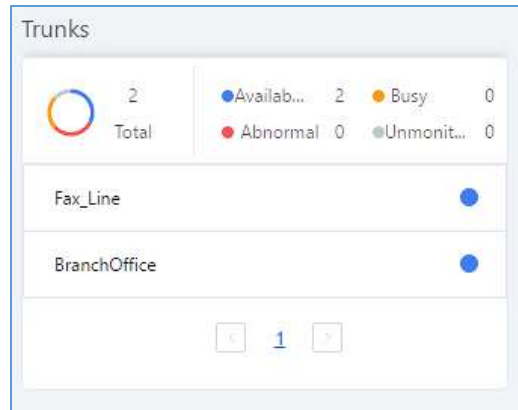 Trunks
2 Availab... 2 Busy 0
Total Abnormal 0 Unmonit... 0
Fax_Line
BranchOffice
< 1 >